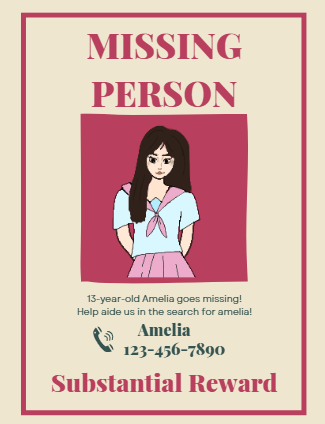 MISSING
PERSON
13-year-old Amelia goes missing!
Help aide us in the search for amelia!
Amelia
123-456-7890
Substantial Reward